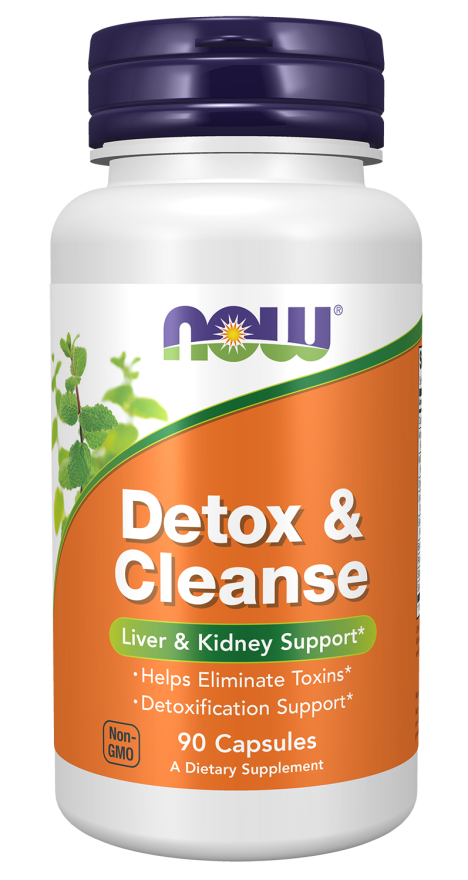 NOW®
Detox &
Cleanse
Liver & Kidney Support*
•Helps Eliminate Toxins*
•Detoxification Support*
Non-
GMO
90 Capsules
A Dietary Supplement